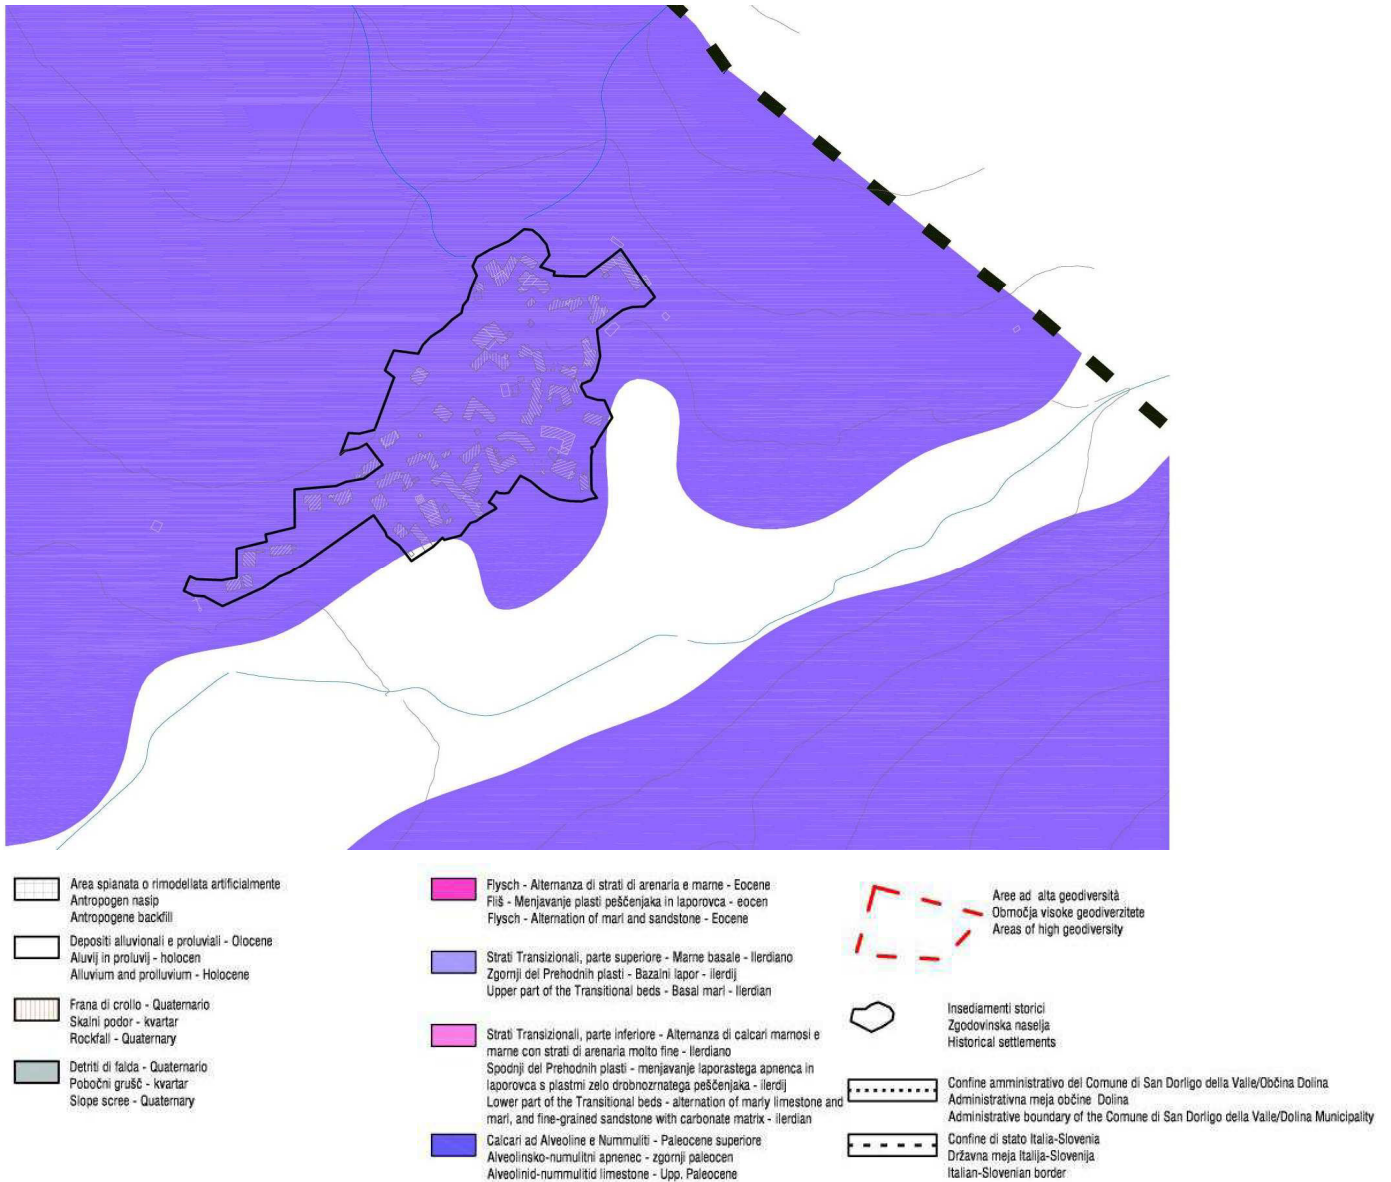 Area spianata o rimodellata artificialmente
Antropogen nasip
Antropogene backfill
Depositi alluvionali e proluviali - Olocene
Aluvij in proluvij - holocen
Alluvium and prolluvium - Holocene
Frana di crollo - Quaternario
Skalni podor - kvartar
Rockfall - Quaternary
Detriti di falda - Quaternario
Pobočni grušč - kvartar
Slope scree - Quaternary
Flysch - Alternanza di strati di arenaria e marne - Eocene
Fliš - Menjavanje plasti peščenjaka in laporovca - eocen
Flysch - Alternation of marl and sandstone - Eocene
Strati Transizionali, parte superiore - Marne basale - Ilerdiano
Zgornji del Prehodnih plasti - Bazalni lapor - ilerdij
Upper part of the Transitional beds - Basal marl - Ilerdian
Strati Transizionali, parte inferiore - Alternanza di calcari marnosi e
marne con strati di arenaria molto fine - Ilerdiano
Spodnji del Prehodnih plasti - menjavanje laporastega apnenca in
laporovca s plastmi zelo drobnozrnatega peščenjaka - ilerdij
Lower part of the Transitional beds - alternation of marly limestone and
marl, and fine-grained sandstone with carbonate matrix - ilerdian
Calcari ad Alveoline e Nummuliti - Paleocene superiore
Alveolinsko-numulitni apnenec - zgornji paleocen
Alveolinid-nummulitid limestone - Upp. Paleocene
Aree ad alta geodiversità
Območja visoke geodiverzitete
Areas of high geodiversity
Insediamenti storici
Zgodovinska naselja
Historical settlements
Confine amministrativo del Comune di San Dorligo della Valle/Občina Dolina
Administrativna meja občine Dolina
Administrative boundary of the Comune di San Dorligo della Valle/Dolina Municipality
Confine di stato Italia-Slovenia
Državna meja Italija-Slovenija
Italian-Slovenian border